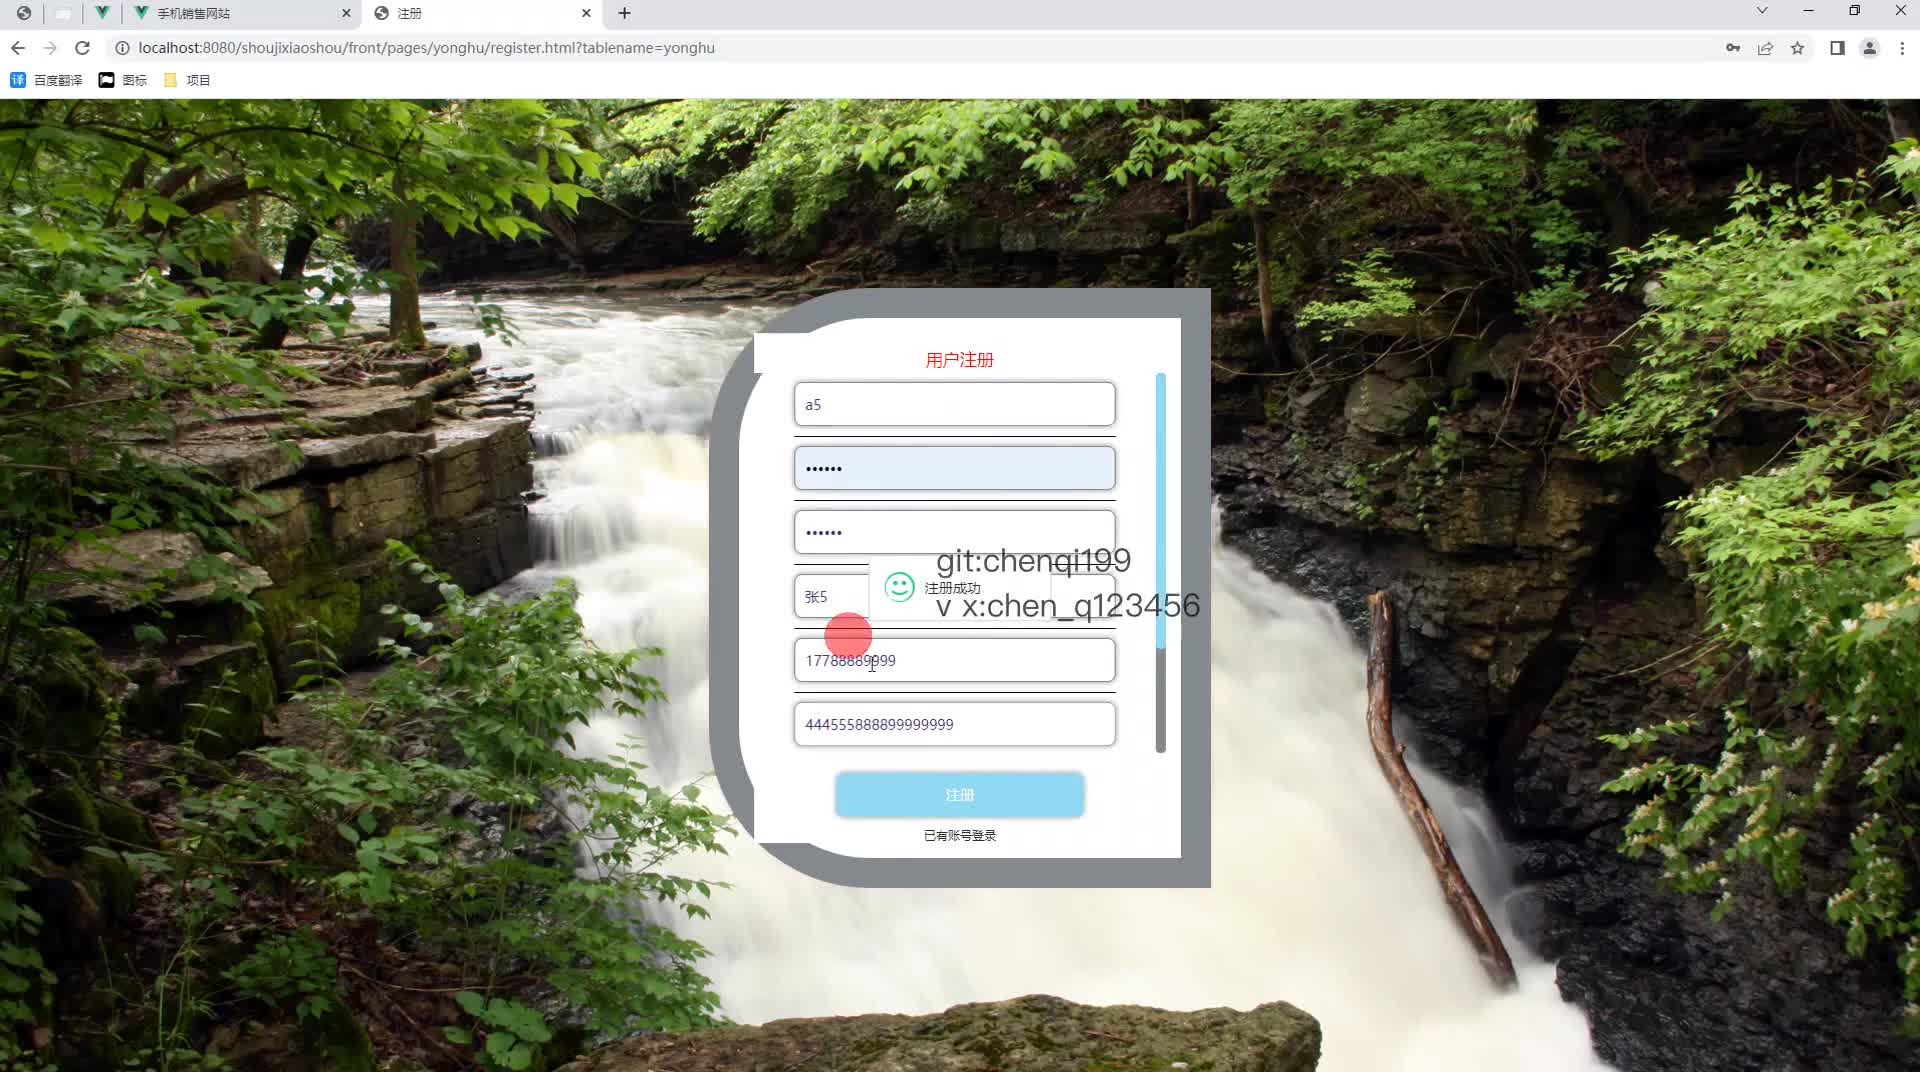 手机销售网站
注册
localhost:8080/shoujixiaoshou/front/pages/yonghu/register.html?tablename=yonghu
译 百度翻译 图标 项目
用户注册
a5
••••••
••••••
git:chenqi199
注册成功
张5
v x:chen_q123456
17788889999
444555888899999999
注册
已有账号登录